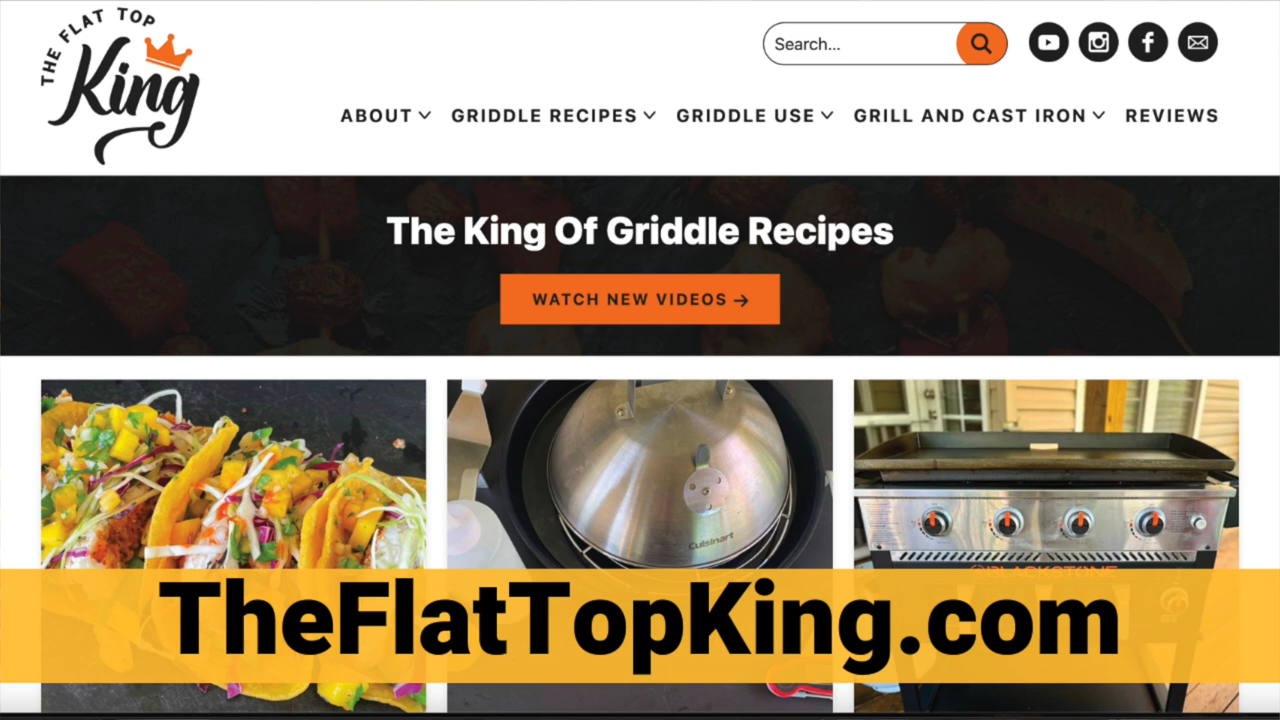 THE FLAT TOP
King
Search...
ABOUT GRIDDLE RECIPES GRIDDLE USE GRILL AND CAST IRON REVIEWS
The King Of Griddle Recipes
WATCH NEW VIDEOS →
Cuisinart
BLACKSTONE
TheFlatTopKing.com